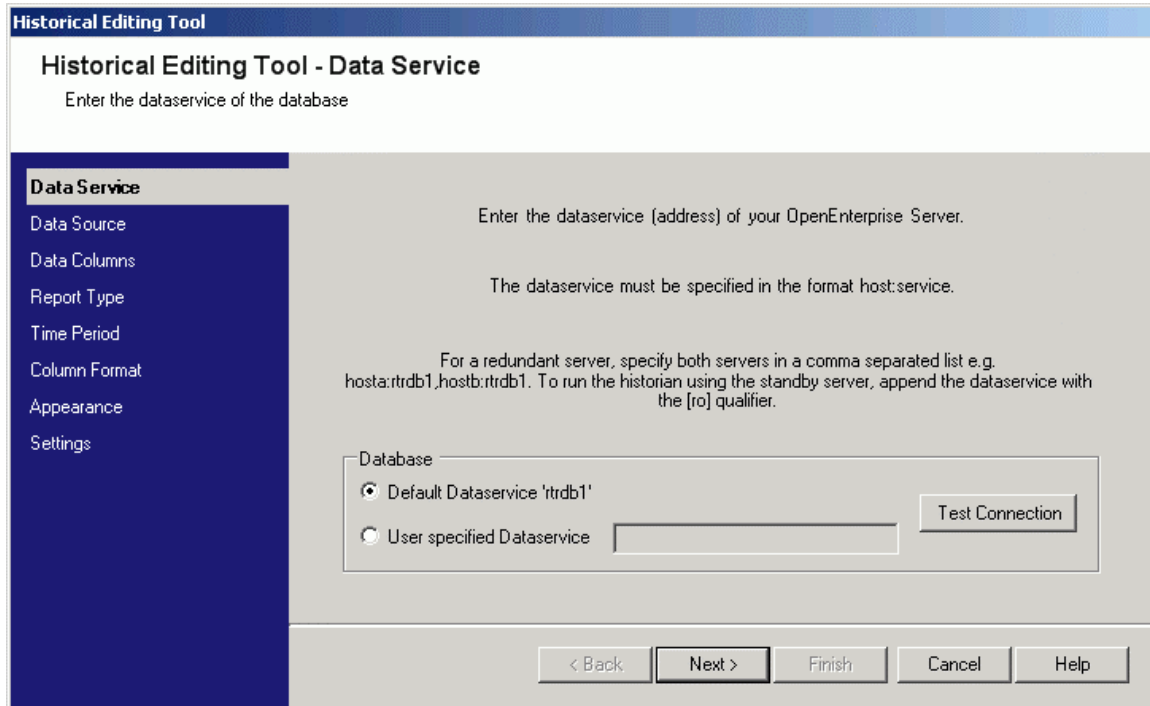 Historical Editing Tool
Historical Editing Tool - Data Service
Enter the dataservice of the database
Data Service
Data Source
Data Columns
Report Type
Time Period
Column Format
Appearance
Settings
Enter the dataservice (address) of your OpenEnterprise Server.
The dataservice must be specified in the format host:service.
For a redundant server, specify both servers in a comma separated list e.g.
hosta:rtrdb1,hostb:rtrdb1. To run the historian using the standby server, append the dataservice with
the [ro] qualifier.
Database
Default Dataservice 'rtrdb1'
User specified Dataservice
Test Connection
< Back
Next >
Finish
Cancel
Help